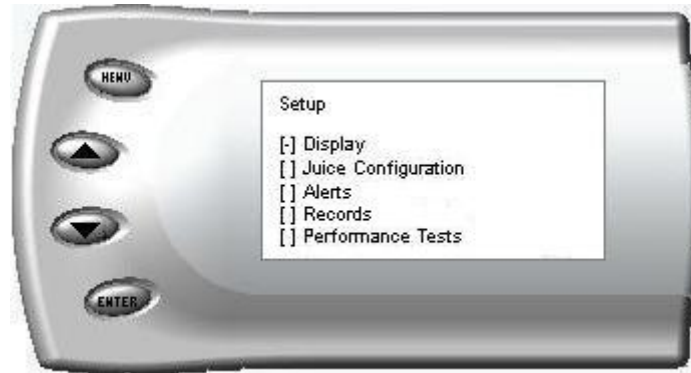 MENU
Setup
[-] Display
[ ] Juice Configuration
[ ] Alerts
[ ] Records
[ ] Performance Tests
ENTER